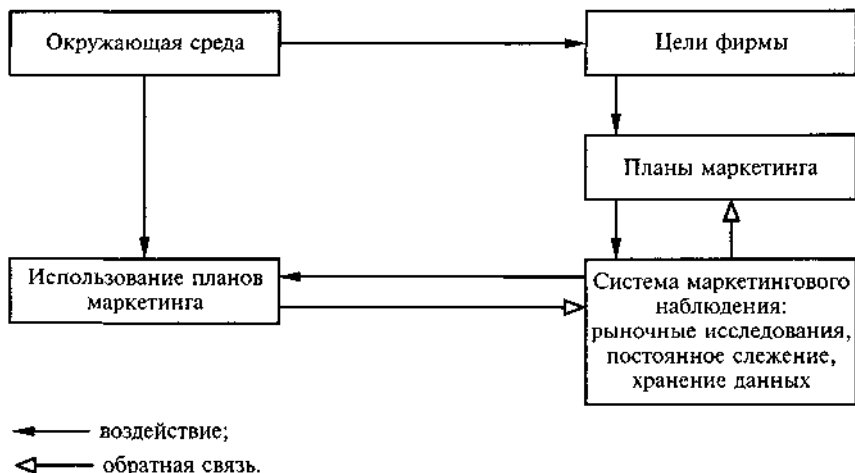 Окружающая среда
Цели фирмы
Планы маркетинга
Использование планов
маркетинга
Система маркетингового
наблюдения:
рыночные исследования,
постоянное слежение,
хранение данных
воздействие;
обратная связь.